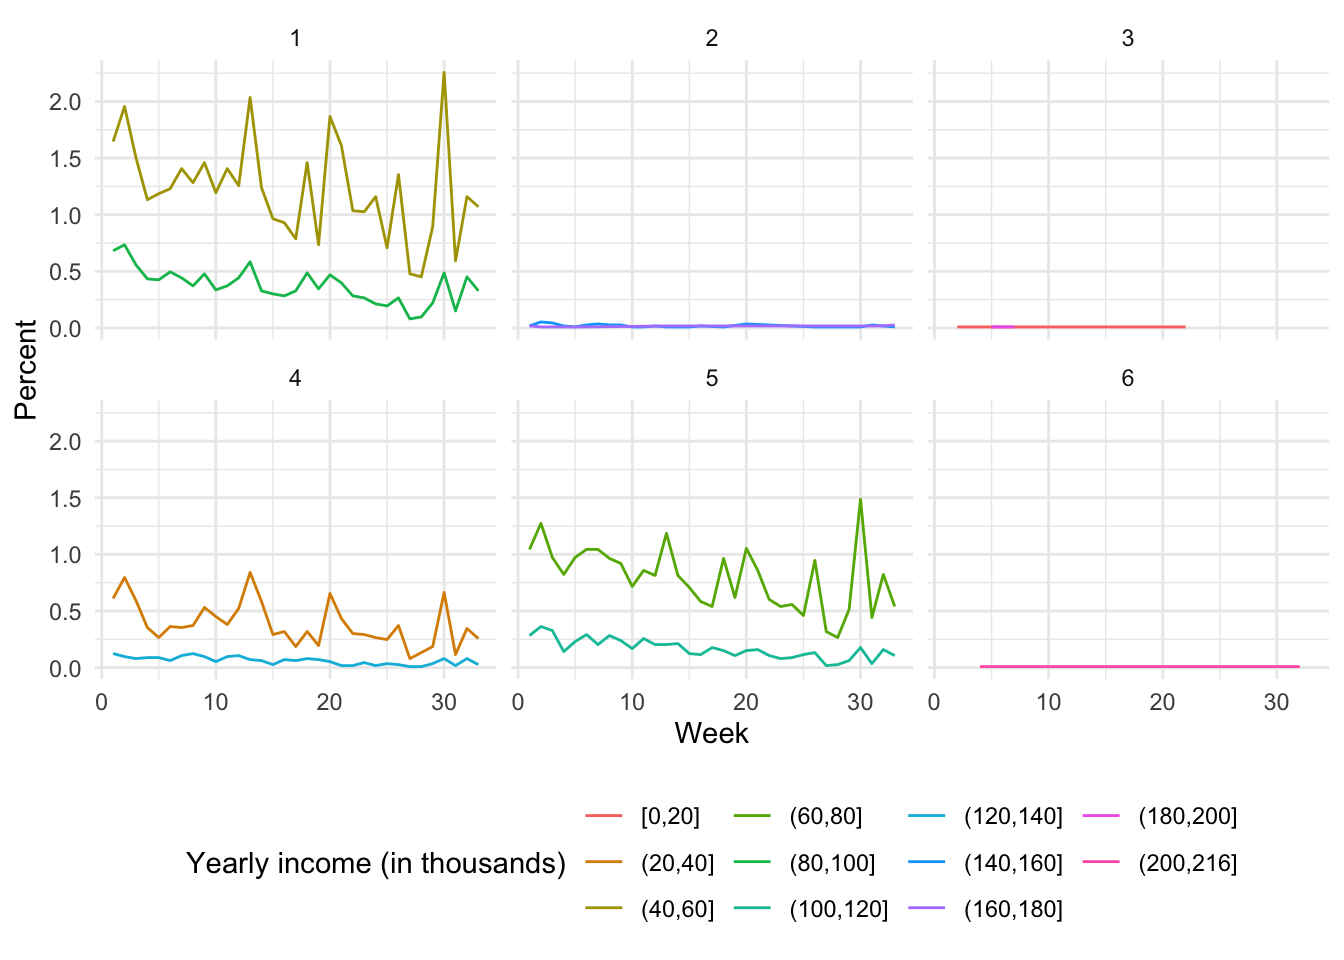 1 2 3
2.0
1.5
1.0
0.5
0.0
Percent
4 5 6
2.0
1.5
1.0
0.5
0.0
0 10 20 30 0 10 20 30 0 10 20 30
Week
Yearly income (in thousands)
[0,20] (60,80] (120,140] (180,200]
(20,40] (80,100] (140,160] (200,216]
(40,60] (100,120] (160,180]